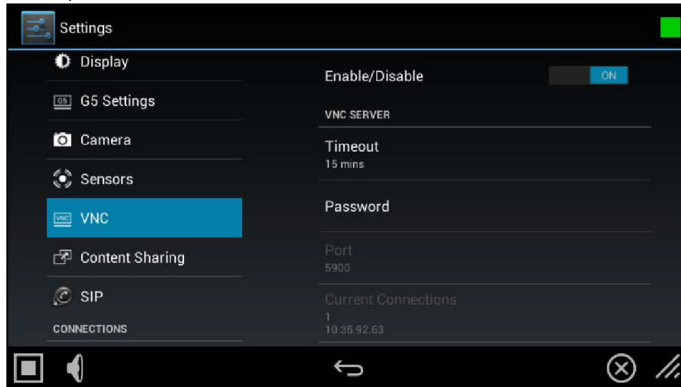 Settings
Display
G5 Settings
Camera
Sensors
VNC
Content Sharing
SIP
CONNECTIONS
Enable/Disable
ON
VNC SERVER
Timeout
15 mins
Password
Port
5900
Current Connections
1
10.35.92.63